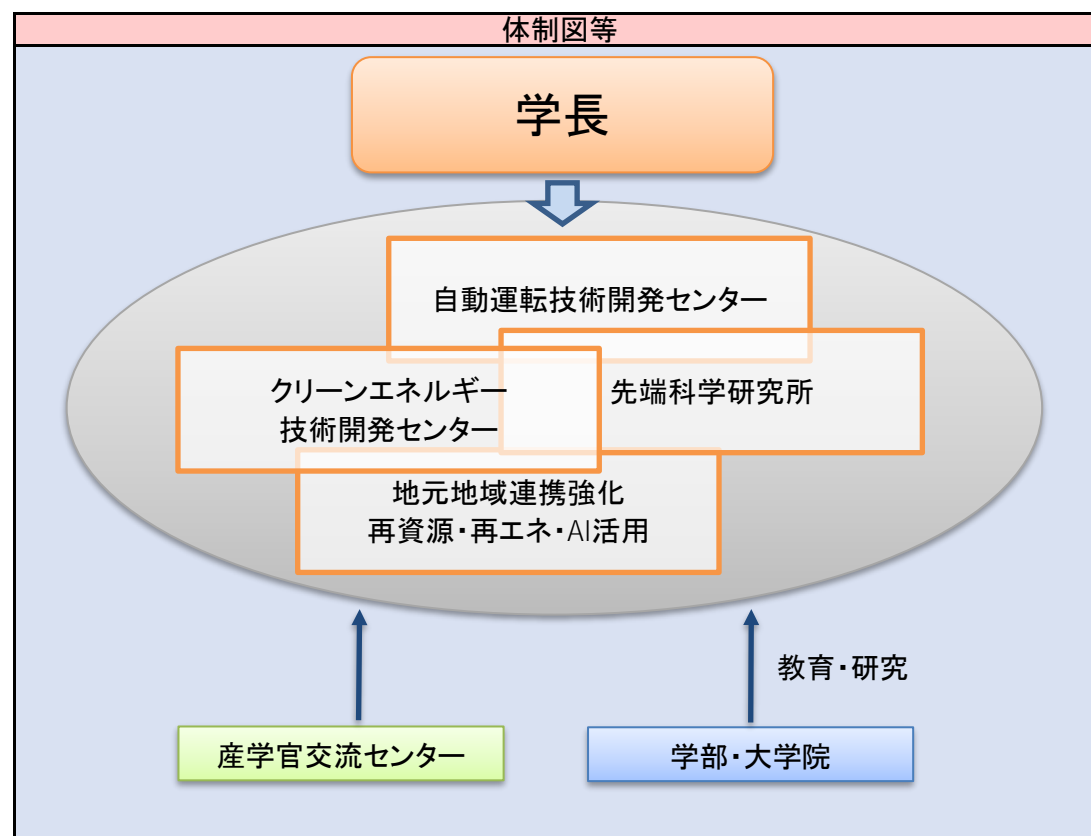 体制図等
学長
自動運転技術開発センター
クリーンエネルギー
技術開発センター
先端科学研究所
地元地域連携強化
再資源・再エネ・AI活用
教育・研究
産学官交流センター
学部・大学院